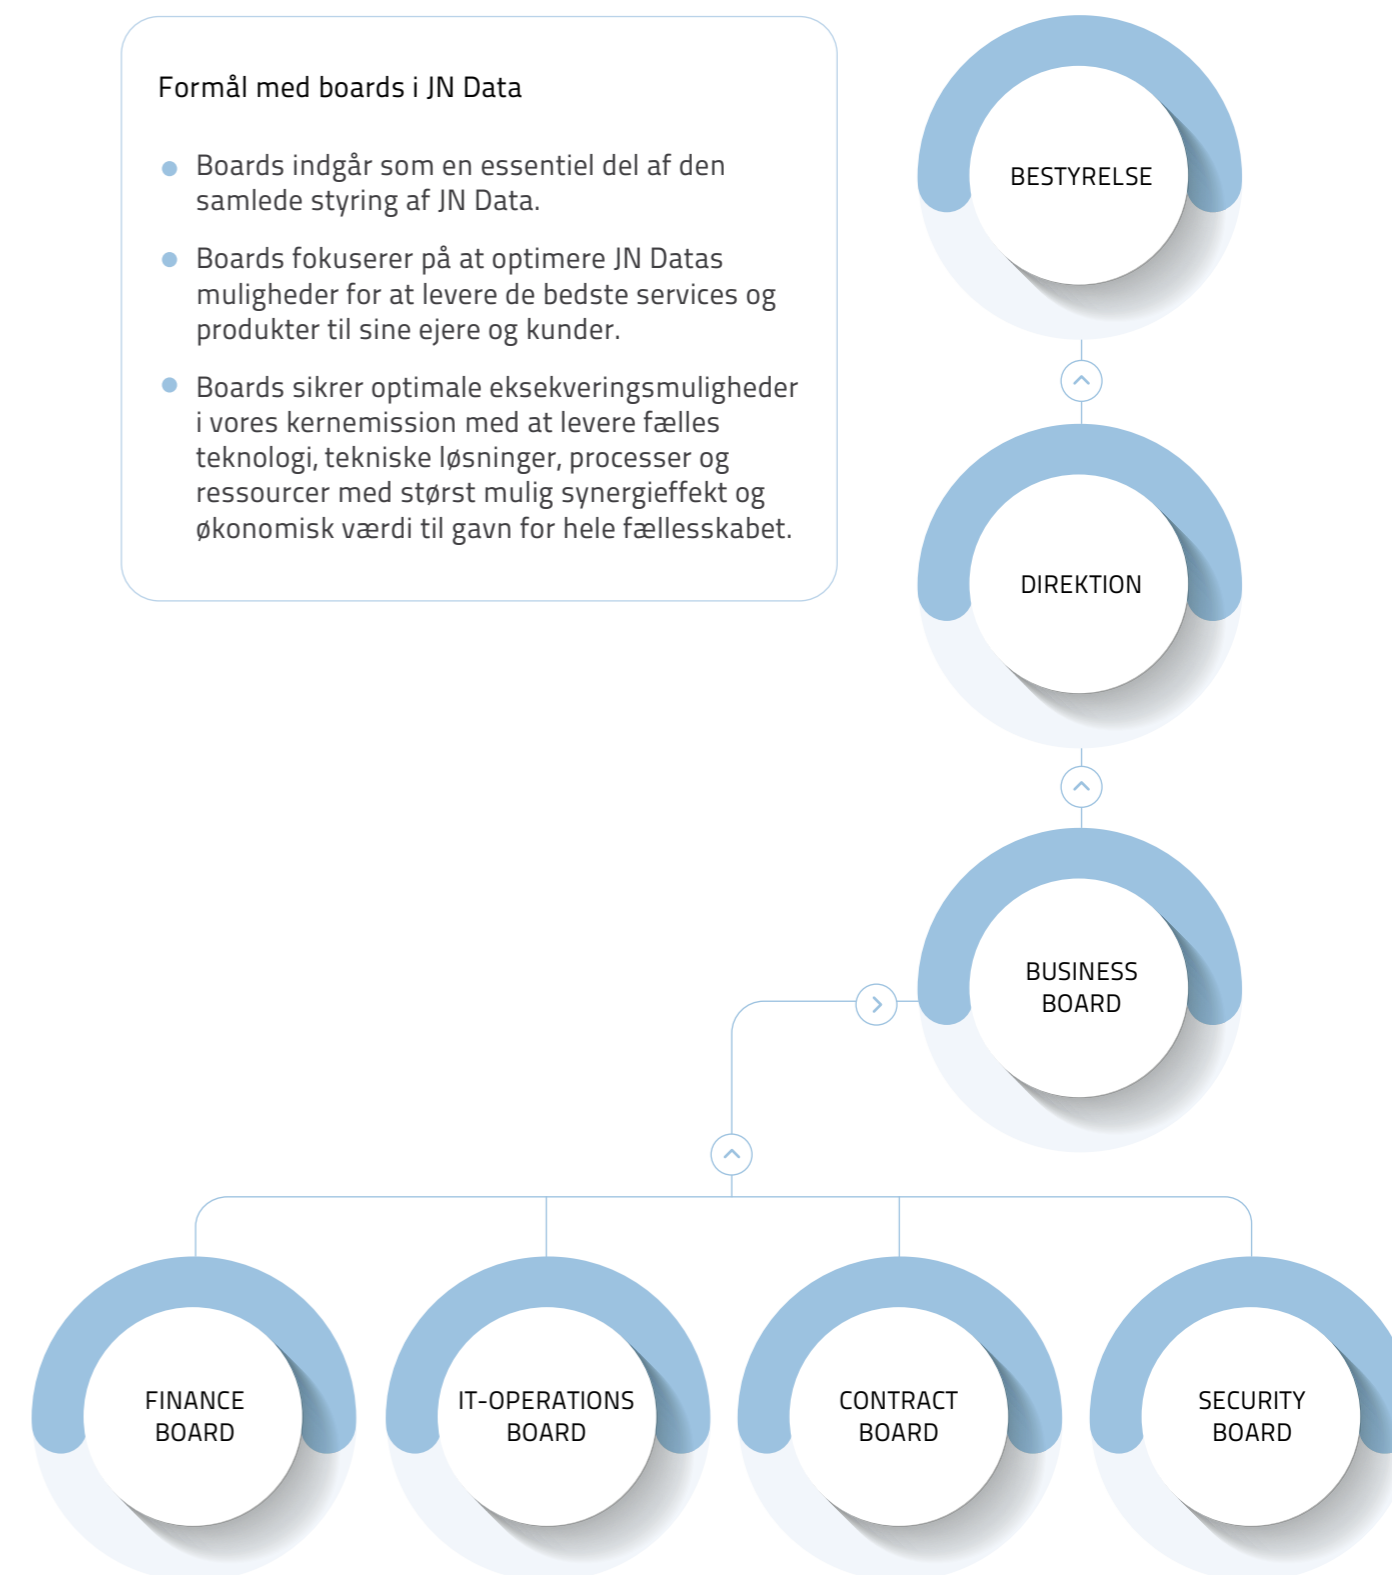 Formål med boards i JN Data
Boards indgår som en essentiel del af den
samlede styring af JN Data.
Boards fokuserer på at optimere JN Datas
muligheder for at levere de bedste services og
produkter til sine ejere og kunder.
Boards sikrer optimale eksekveringsmuligheder
i vores kernemission med at levere fælles
teknologi, tekniske løsninger, processer og
ressourcer med størst mulig synergieffekt og
økonomisk værdi til gavn for hele fællesskabet.
BESTYRELSE
DIREKTION
BUSINESS
BOARD
FINANCE
BOARD
IT-OPERATIONS
BOARD
CONTRACT
BOARD
SECURITY
BOARD